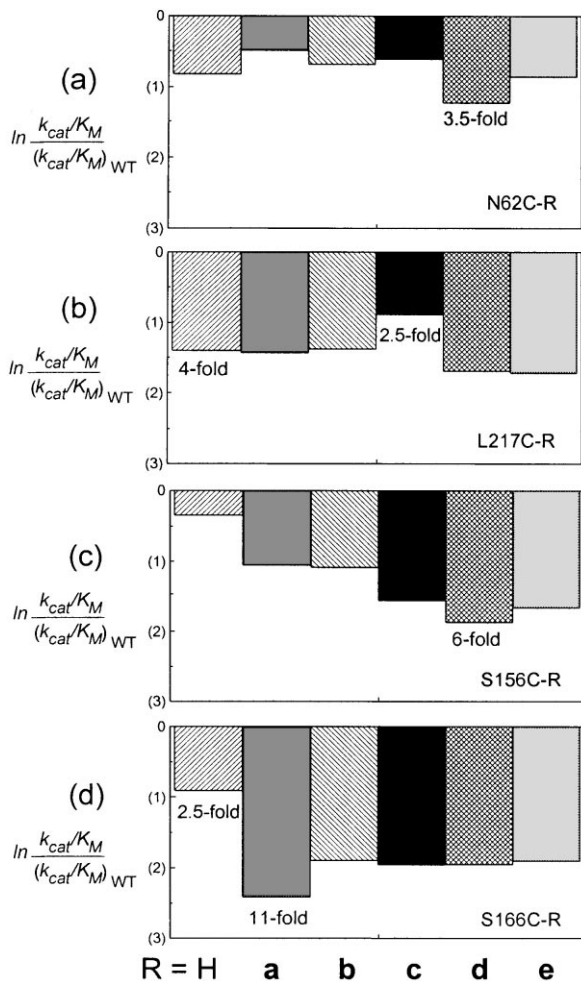 (a)
ln kcat/KM
(kcat/KM)WT
0
(1)
(2)
(3)
3.5-fold
N62C-R
(b)
ln kcat/KM
(kcat/KM)WT
0
(1)
(2)
(3)
4-fold
2.5-fold
L217C-R
(c)
ln kcat/KM
(kcat/KM)WT
0
(1)
(2)
(3)
6-fold
S156C-R
(d)
ln kcat/KM
(kcat/KM)WT
0
(1)
(2)
(3)
2.5-fold
11-fold
S166C-R
R = H a b c d e